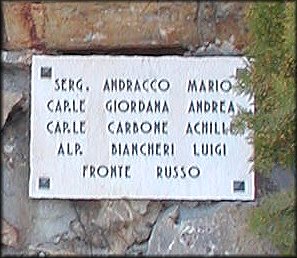 SERG. ANDRACCO MARIO
CAP.LE GIORDANA ANDREA
CAP.LE CARBONE ACHILLE
ALP. BIANCHERI LUIGI
FRONTE RUSSO